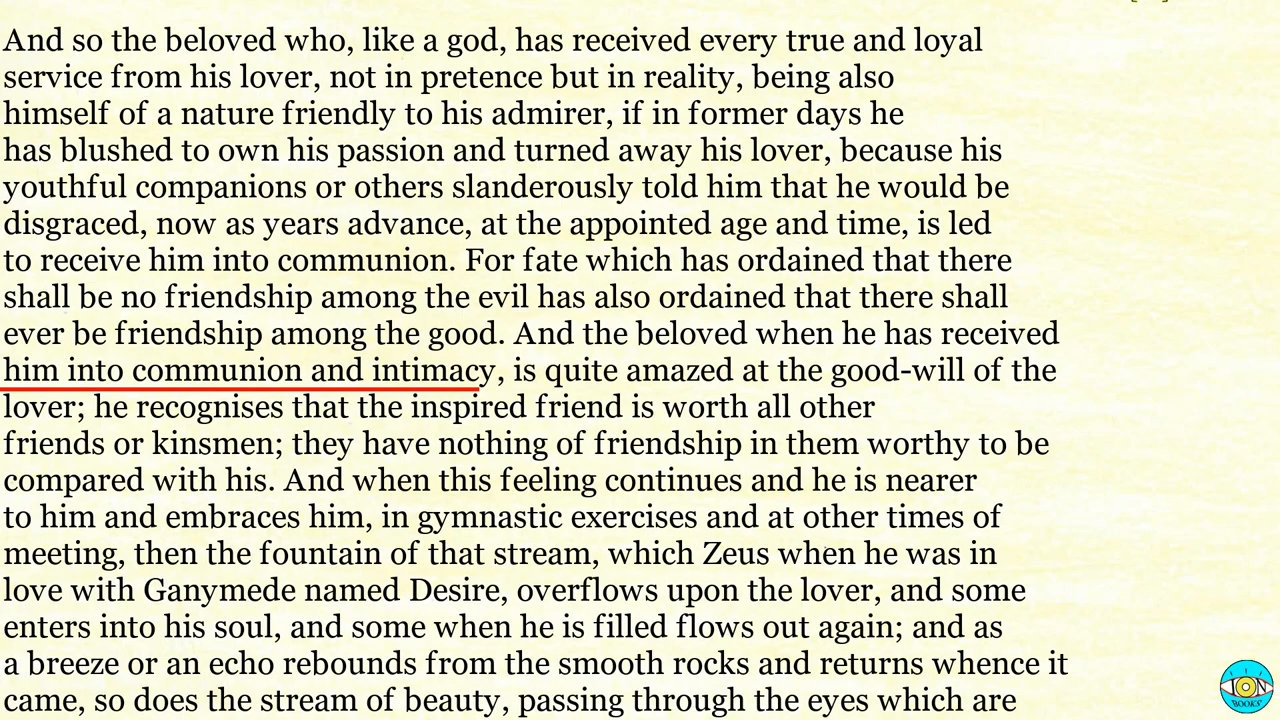 And so the beloved who, like a god, has received every true and loyal
service from his lover, not in pretence but in reality, being also
himself of a nature friendly to his admirer, if in former days he
has blushed to own his passion and turned away his lover, because his
youthful companions or others slanderously told him that he would be
disgraced, now as years advance, at the appointed age and time, is led
to receive him into communion. For fate which has ordained that there
shall be no friendship among the evil has also ordained that there shall
ever be friendship among the good. And the beloved when he has received
him into communion and intimacy, is quite amazed at the good-will of the
lover; he recognises that the inspired friend is worth all other
friends or kinsmen; they have nothing of friendship in them worthy to be
compared with his. And when this feeling continues and he is nearer
to him and embraces him, in gymnastic exercises and at other times of
meeting, then the fountain of that stream, which Zeus when he was in
love with Ganymede named Desire, overflows upon the lover, and some
enters into his soul, and some when he is filled flows out again; and as
a breeze or an echo rebounds from the smooth rocks and returns whence it
came, so does the stream of beauty, passing through the eyes which are
ION
BOOKS